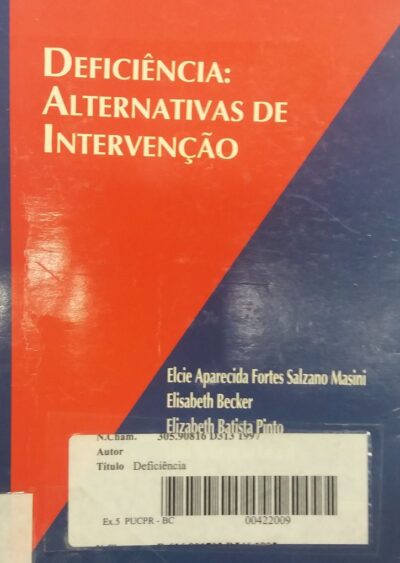 DEFICIÊNCIA:
ALTERNATIVAS DE
INTERVENÇÃO
Elcie Aparecida Fortes Salzano Masini
Elisabeth Becker
Elizabeth Batista Pinto
N.Cham. 305.90816 D313 1997
Autor
Título Deficiência
Ex.5 PUCPR - BC 00422009